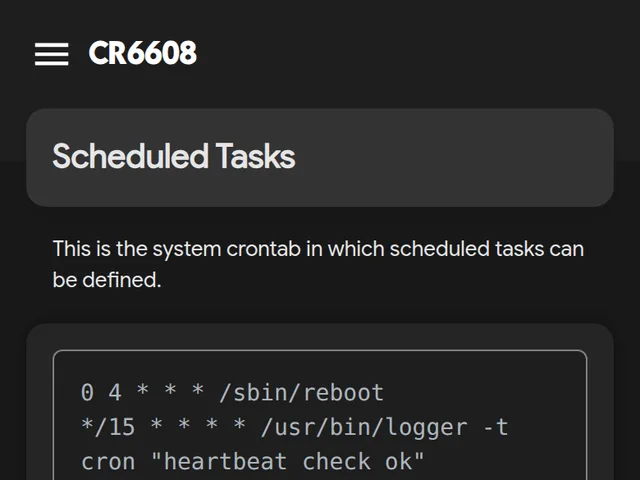 CR6608
Scheduled Tasks
This is the system crontab in which scheduled tasks can
be defined.
0 4 * * * /sbin/reboot
*/15 * * * * /usr/bin/logger -t
cron "heartbeat check ok"